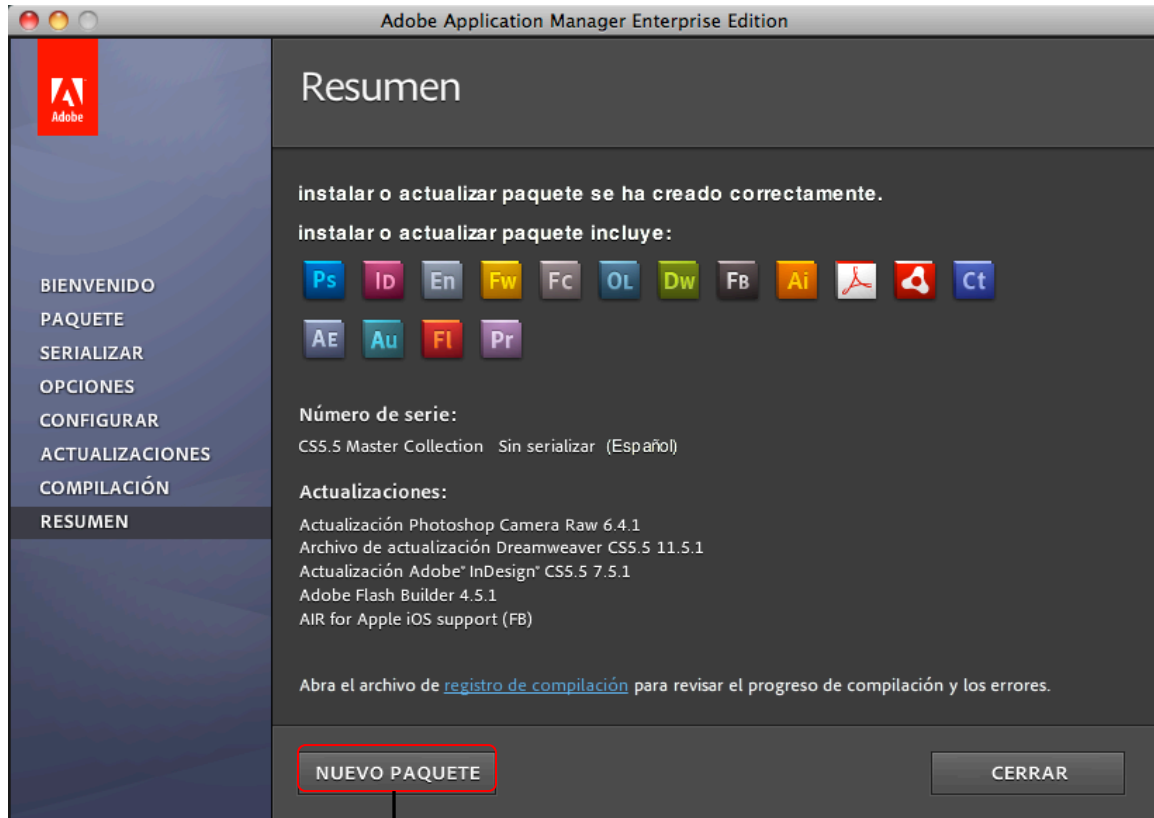 Adobe Application Manager Enterprise Edition
Adobe
Resumen
instalar o actualizar paquete se ha creado correctamente.
instalar o actualizar paquete incluye:
Ps ID En Fw Fc OL Dw FB Ai Ct
AE Au Fl Pr
BIENVENIDO
PAQUETE
SERIALIZAR
OPCIONES
CONFIGURAR
ACTUALIZACIONES
COMPILACIÓN
RESUMEN
Número de serie:
CS5.5 Master Collection Sin serializar (Español)
Actualizaciones:
Actualización Photoshop Camera Raw 6.4.1
Archivo de actualización Dreamweaver CS5.5 11.5.1
Actualización Adobe® InDesign® CS5.5 7.5.1
Adobe Flash Builder 4.5.1
AIR for Apple iOS support (FB)
Abra el archivo de registro de compilación para revisar el progreso de compilación y los errores.
NUEVO PAQUETE
CERRAR